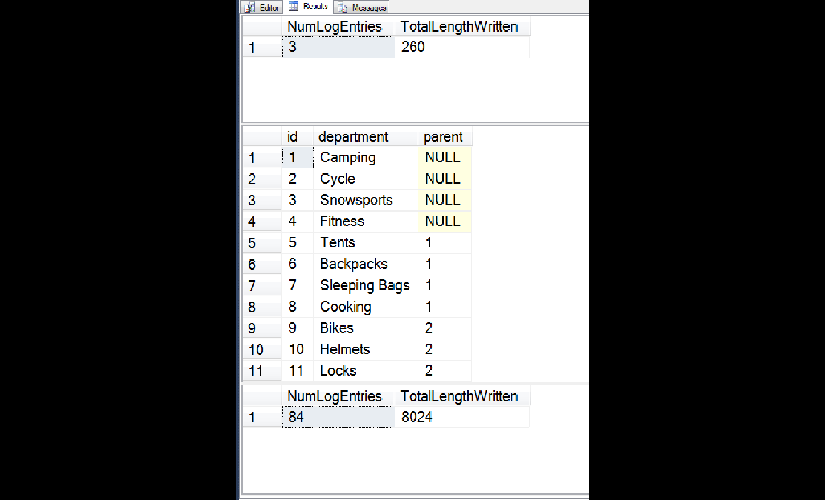 Editor Results Messages
NumLogEntries TotalLengthWritten
1 3 260
id department parent
1 1 Camping NULL
2 2 Cycle NULL
3 3 Snowsports NULL
4 4 Fitness NULL
5 5 Tents 1
6 6 Backpacks 1
7 7 Sleeping Bags 1
8 8 Cooking 1
9 9 Bikes 2
10 10 Helmets 2
11 11 Locks 2
NumLogEntries TotalLengthWritten
1 84 8024